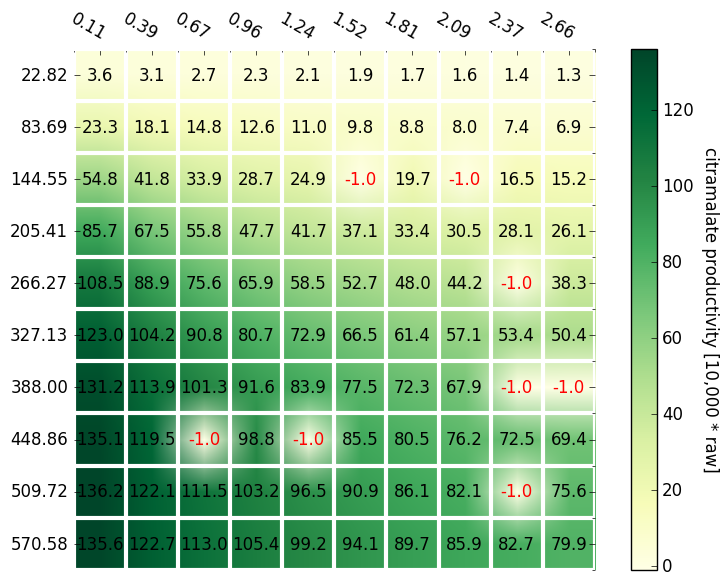 0.11 0.39 0.67 0.96 1.24 1.52 1.81 2.09 2.37 2.66
22.82 3.6 3.1 2.7 2.3 2.1 1.9 1.7 1.6 1.4 1.3
83.69 23.3 18.1 14.8 12.6 11.0 9.8 8.8 8.0 7.4 6.9
144.55 54.8 41.8 33.9 28.7 24.9 -1.0 19.7 -1.0 16.5 15.2
205.41 85.7 67.5 55.8 47.7 41.7 37.1 33.4 30.5 28.1 26.1
266.27 108.5 88.9 75.6 65.9 58.5 52.7 48.0 44.2 -1.0 38.3
327.13 123.0 104.2 90.8 80.7 72.9 66.5 61.4 57.1 53.4 50.4
388.00 131.2 113.9 101.3 91.6 83.9 77.5 72.3 67.9 -1.0 -1.0
448.86 135.1 119.5 -1.0 98.8 -1.0 85.5 80.5 76.2 72.5 69.4
509.72 136.2 122.1 111.5 103.2 96.5 90.9 86.1 82.1 -1.0 75.6
570.58 135.6 122.7 113.0 105.4 99.2 94.1 89.7 85.9 82.7 79.9
120
100
80
60
40
20
0
citramalate productivity [10,000 * raw]